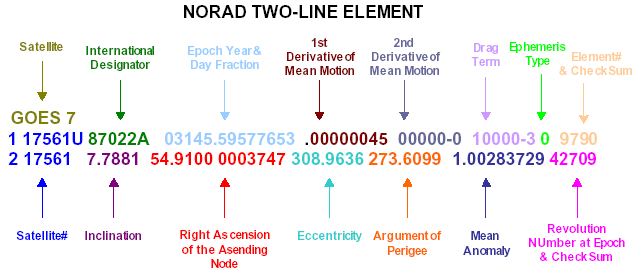 NORAD TWO-LINE ELEMENT
Satellite
International
Designator
Epoch Year &
Day Fraction
1st
Derivative of
Mean Motion
2nd
Derivative of
Mean Motion
Drag
Term
Ephemeris
Type
Element#
& CheckSum
GOES 7
1 17561U 87022A 03145.59577653 .00000045 00000-0 10000-3 0 9790
2 17561 7.7881 54.9100 0003747 308.9636 273.6099 1.00283729 42709
Satellite#
Inclination
Right Ascension
of the Asending
Node
Eccentricity
Argument of
Perigee
Mean
Anomaly
Revolution
NUmber at Epoch
& CheckSum